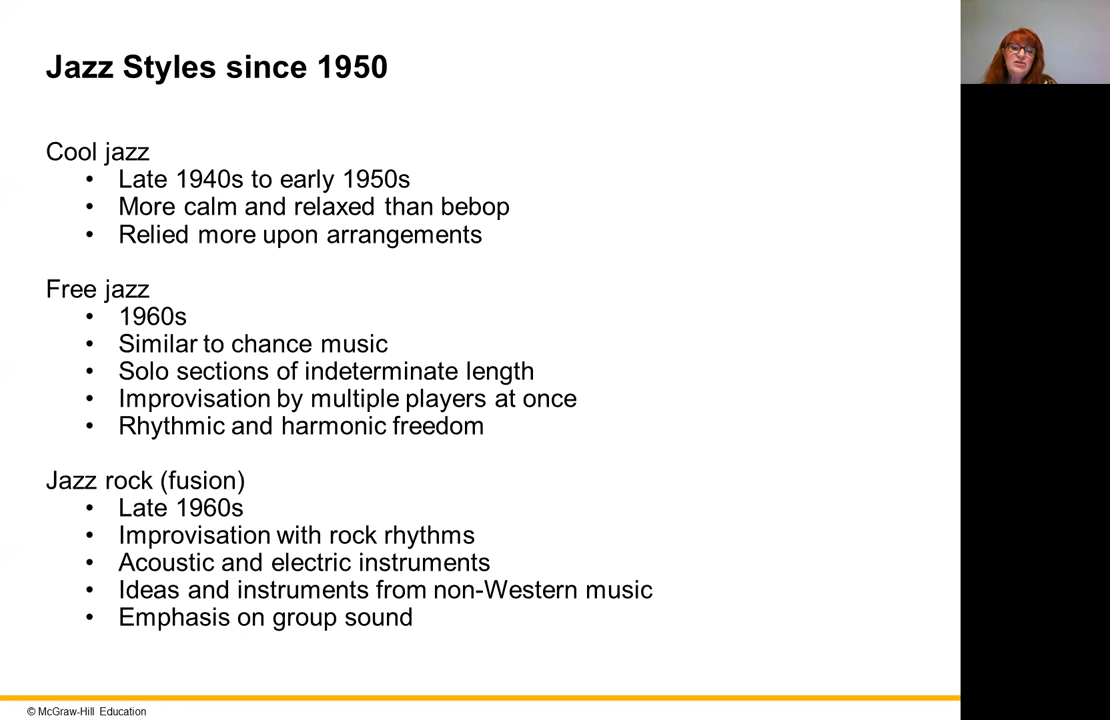 Jazz Styles since 1950
Cool jazz
• Late 1940s to early 1950s
• More calm and relaxed than bebop
• Relied more upon arrangements
Free jazz
• 1960s
• Similar to chance music
• Solo sections of indeterminate length
• Improvisation by multiple players at once
• Rhythmic and harmonic freedom
Jazz rock (fusion)
• Late 1960s
• Improvisation with rock rhythms
• Acoustic and electric instruments
• Ideas and instruments from non-Western music
• Emphasis on group sound
© McGraw-Hill Education